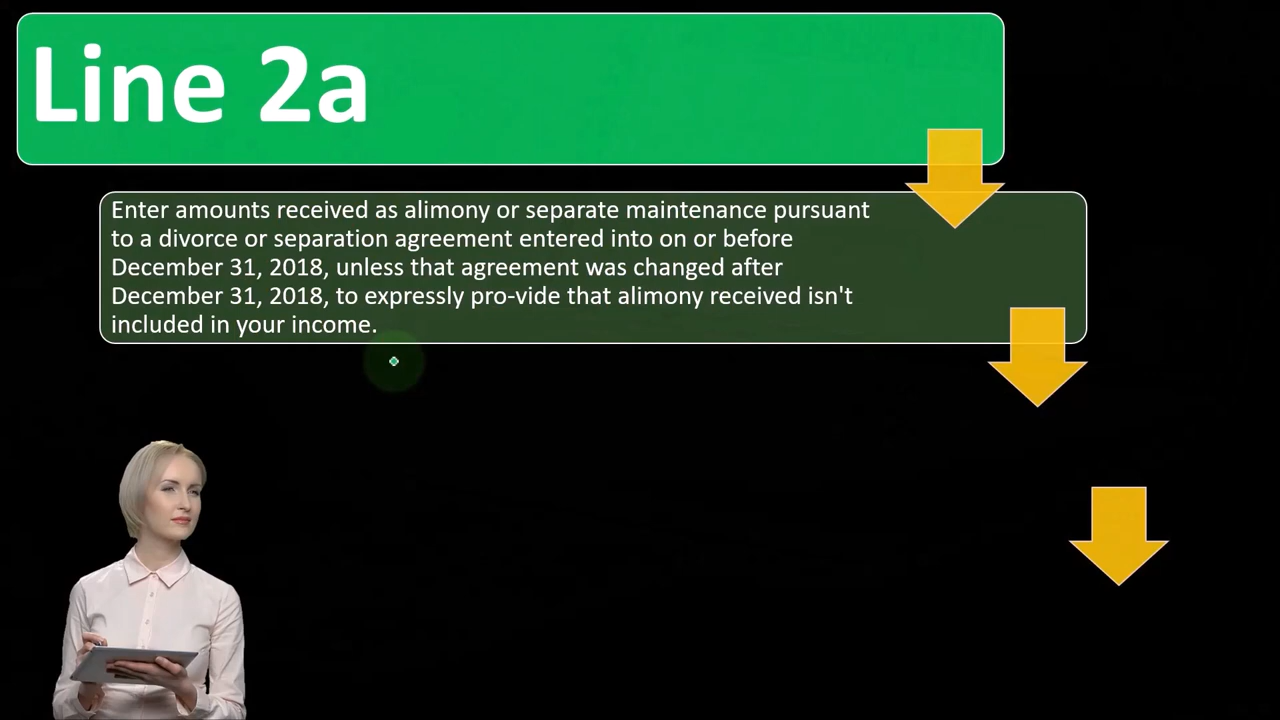 Line 2a
Enter amounts received as alimony or separate maintenance pursuant
to a divorce or separation agreement entered into on or before
December 31, 2018, unless that agreement was changed after
December 31, 2018, to expressly pro-vide that alimony received isn't
included in your income.